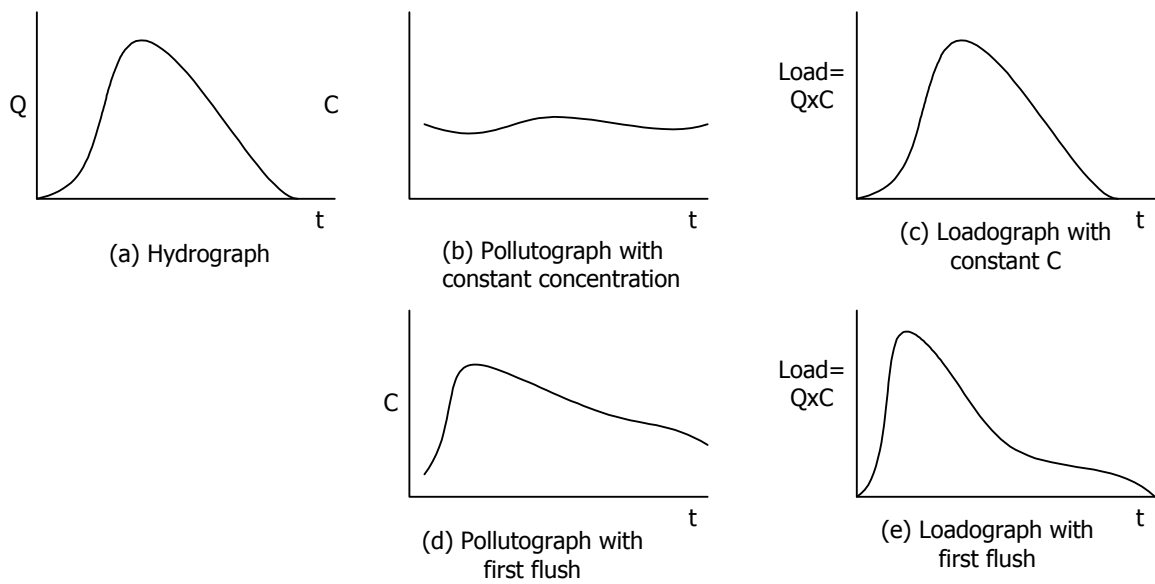 Q
t
(a) Hydrograph
C
t
(b) Pollutograph with
constant concentration
Load=
QxC
t
(c) Loadograph with
constant C
C
t
(d) Pollutograph with
first flush
Load=
QxC
t
(e) Loadograph with
first flush